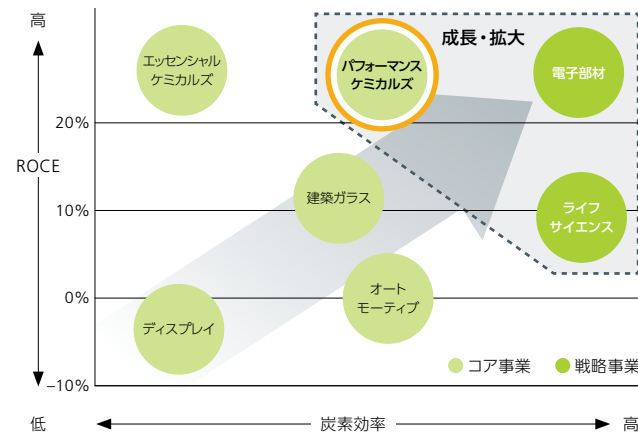 高
成長・拡大
エッセンシャル
ケミカルズ
パフォーマンス
ケミカルズ
電子部材
20%
ROCE
建築ガラス
ライフ
サイエンス
10%
オート
モーティブ
0%
ディスプレイ
コア事業
戦略事業
–10%
低
炭素効率
高